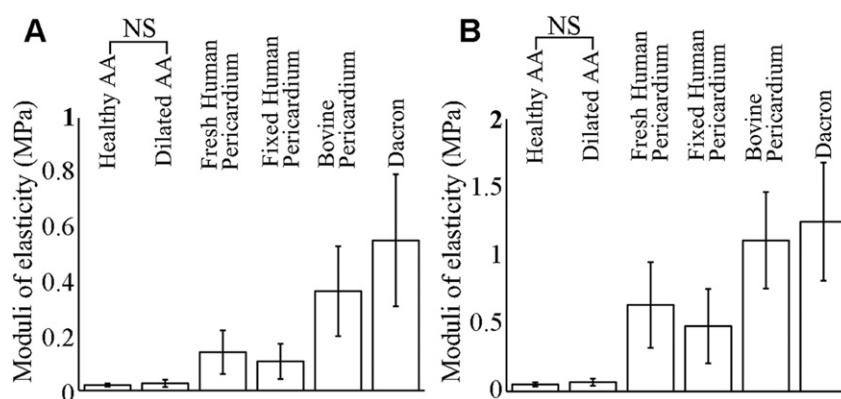 A
NS
Healthy AA
Dilated AA
Fresh Human
Pericardium
Fixed Human
Pericardium
Bovine
Pericardium
Dacron
Moduli of elasticity (MPa)
1
0.8
0.6
0.4
0.2
0
B
NS
Healthy AA
Dilated AA
Fresh Human
Pericardium
Fixed Human
Pericardium
Bovine
Pericardium
Dacron
Moduli of elasticity (MPa)
2
1.5
1
0.5
0